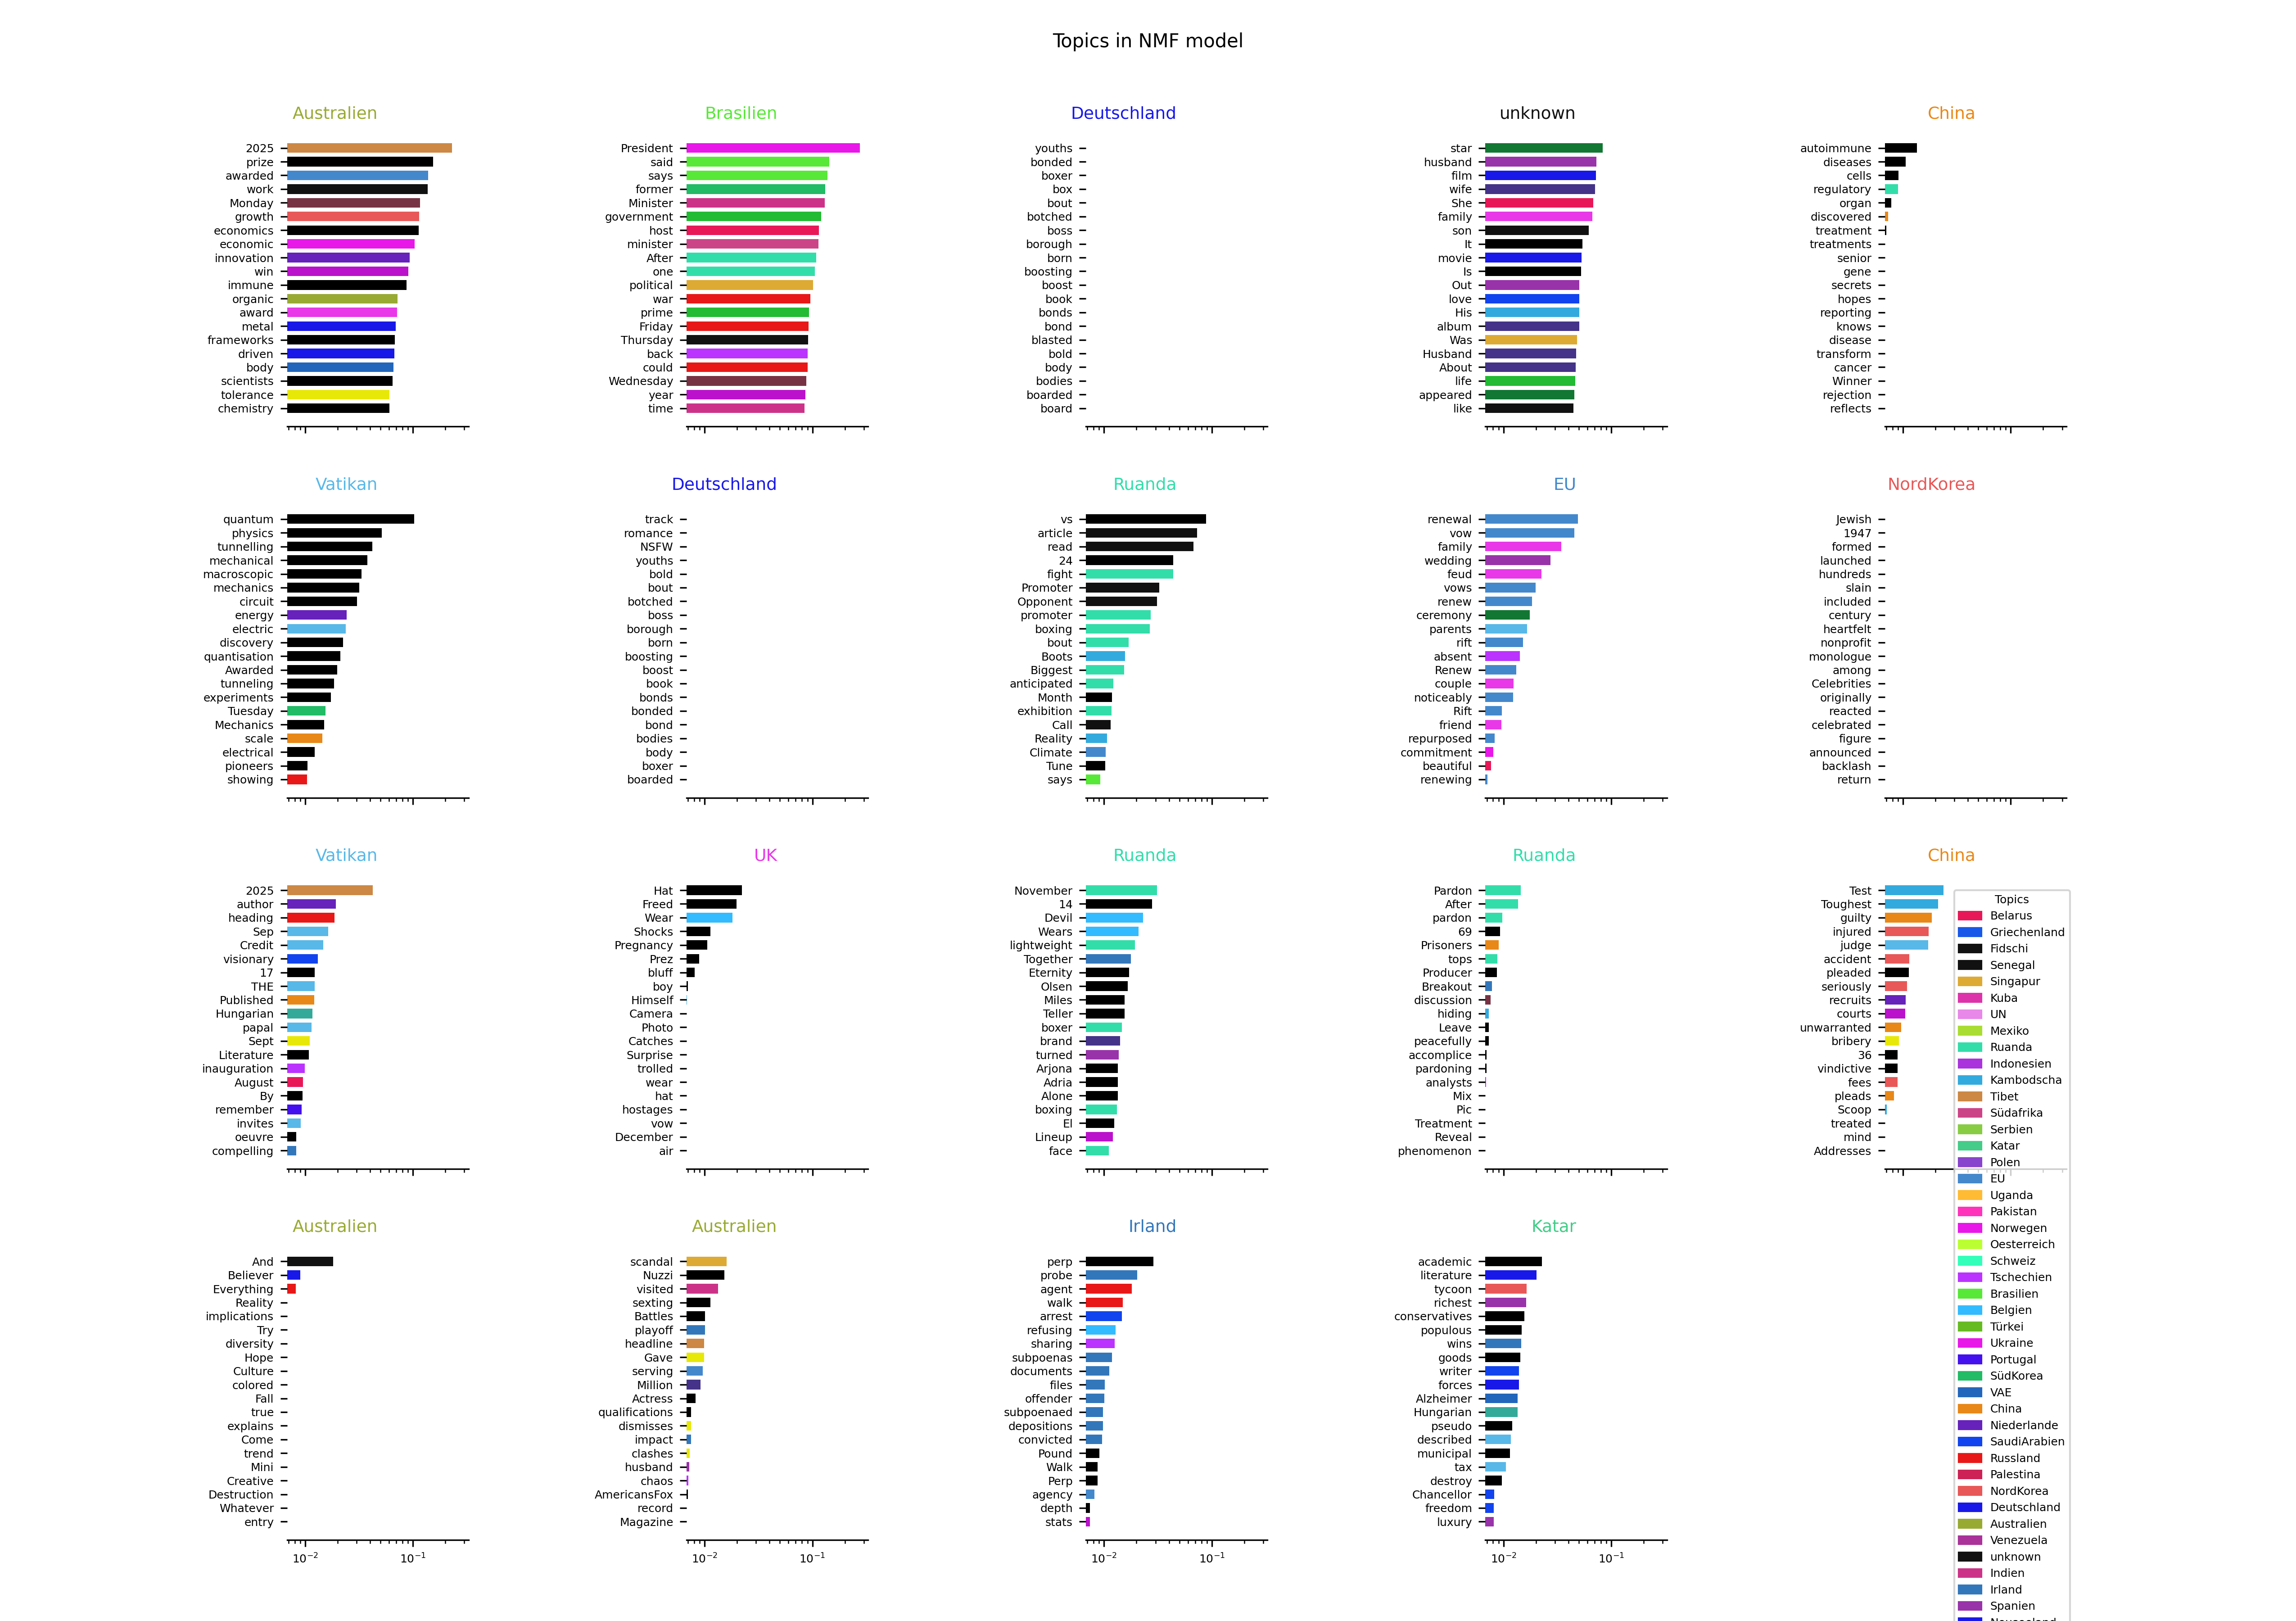 Topics in NMF model
Australien
2025
prize
awarded
work
Monday
growth
economics
economic
innovation
win
immune
organic
award
metal
frameworks
driven
body
scientists
tolerance
chemistry
Brasilien
President
said
says
former
Minister
government
host
minister
After
one
political
war
prime
Friday
Thursday
back
could
Wednesday
year
time
Deutschland
youths
bonded
boxer
box
bout
botched
boss
borough
born
boosting
boost
book
bonds
bond
blasted
bold
body
bodies
boarded
board
unknown
star
husband
film
wife
She
family
son
It
movie
Is
Out
love
His
album
Was
Husband
About
life
appeared
like
China
autoimmune
diseases
cells
regulatory
organ
discovered
treatment
treatments
senior
gene
secrets
hopes
reporting
knows
disease
transform
cancer
Winner
rejection
reflects
Vatikan
quantum
physics
tunnelling
mechanical
macroscopic
mechanics
circuit
energy
electric
discovery
quantisation
Awarded
tunneling
experiments
Tuesday
Mechanics
scale
electrical
pioneers
showing
Deutschland
track
romance
NSFW
youths
bold
bout
botched
boss
borough
born
boosting
boost
book
bonds
bonded
bond
bodies
body
boxer
boarded
Ruanda
vs
article
read
24
fight
Promoter
Opponent
promoter
boxing
bout
Boots
Biggest
anticipated
Month
exhibition
Call
Reality
Climate
Tune
says
EU
renewal
vow
family
wedding
feud
vows
renew
ceremony
parents
rift
absent
Renew
couple
noticeably
Rift
friend
repurposed
commitment
beautiful
renewing
NordKorea
Jewish
1947
formed
launched
hundreds
slain
included
century
heartfelt
nonprofit
monologue
among
Celebrities
originally
reacted
celebrated
figure
announced
backlash
return
Vatikan
2025
author
heading
Sep
Credit
visionary
17
THE
Published
Hungarian
papal
Sept
Literature
inauguration
August
By
remember
invites
oeuvre
compelling
UK
Hat
Freed
Wear
Shocks
Pregnancy
Prez
bluff
boy
Himself
Camera
Photo
Catches
Surprise
trolled
wear
hat
hostages
vow
December
air
Ruanda
November
14
Devil
Wears
lightweight
Together
Eternity
Olsen
Miles
Teller
boxer
brand
turned
Arjona
Adria
Alone
boxing
El
Lineup
face
Ruanda
Pardon
After
pardon
69
Prisoners
tops
Producer
Breakout
discussion
hiding
Leave
peacefully
accomplice
pardoning
analysts
Mix
Pic
Treatment
Reveal
phenomenon
China
Test
Toughest
guilty
injured
judge
accident
pleaded
seriously
recruits
courts
unwarranted
bribery
36
vindictive
fees
pleads
Scoop
treated
mind
Addresses
Topics
Belarus
Griechenland
Fidschi
Senegal
Singapur
Kuba
UN
Mexiko
Ruanda
Indonesien
Kambodscha
Tibet
Südafrika
Serbien
Katar
Polen
EU
Uganda
Pakistan
Norwegen
Oesterreich
Schweiz
Tschechien
Brasilien
Belgien
Türkei
Ukraine
Portugal
SüdKorea
VAE
China
Niederlande
SaudiArabien
Russland
Palestina
NordKorea
Deutschland
Australien
Venezuela
unknown
Indien
Irland
Spanien
Australien
And
Believer
Everything
Reality
implications
Try
diversity
Hope
Culture
colored
Fall
true
explains
Come
trend
Mini
Creative
Destruction
Whatever
entry
10⁻² 10⁻¹
Australien
scandal
Nuzzi
visited
sexting
Battles
playoff
headline
Gave
serving
Million
Actress
qualifications
dismisses
impact
clashes
husband
chaos
AmericansFox
record
Magazine
10⁻² 10⁻¹
Irland
perp
probe
agent
walk
arrest
refusing
sharing
subpoenas
documents
files
offender
subpoenaed
depositions
convicted
Pound
Walk
Perp
agency
depth
stats
10⁻² 10⁻¹
Katar
academic
literature
tycoon
richest
conservatives
populous
wins
goods
writer
forces
Alzheimer
Hungarian
pseudo
described
municipal
tax
destroy
Chancellor
freedom
luxury
10⁻² 10⁻¹